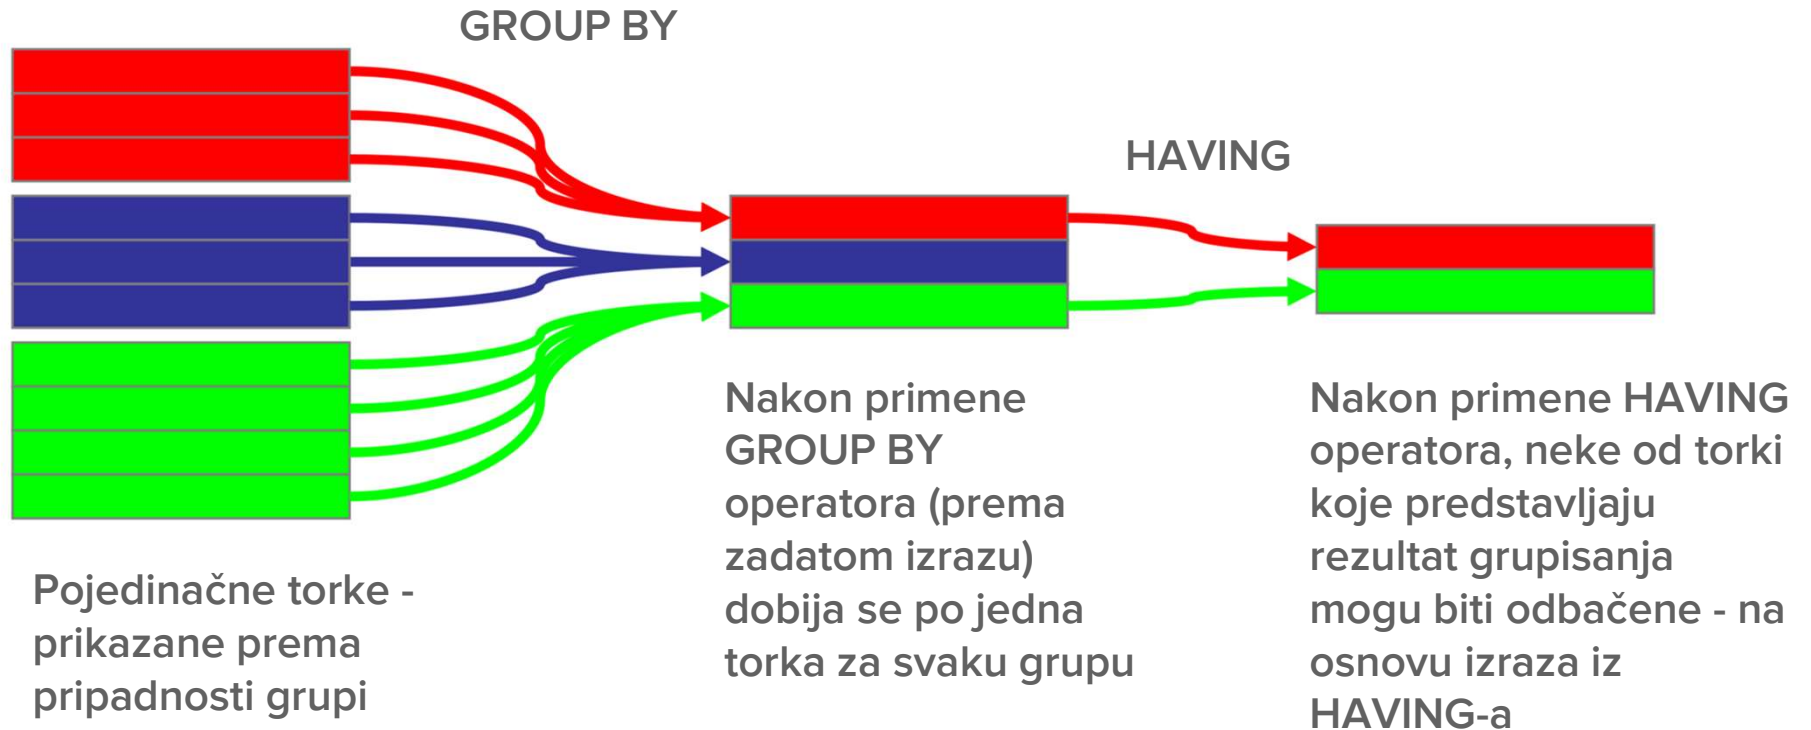 GROUP BY
HAVING
Pojedinačne torke -
prikazane prema
pripadnosti grupi
Nakon primene
GROUP BY
operatora (prema
zadatom izrazu)
dobija se po jedna
torka za svaku grupu
Nakon primene HAVING
operatora, neke od torki
koje predstavljaju
rezultat grupisanja
mogu biti odbačene - na
osnovu izraza iz
HAVING-a